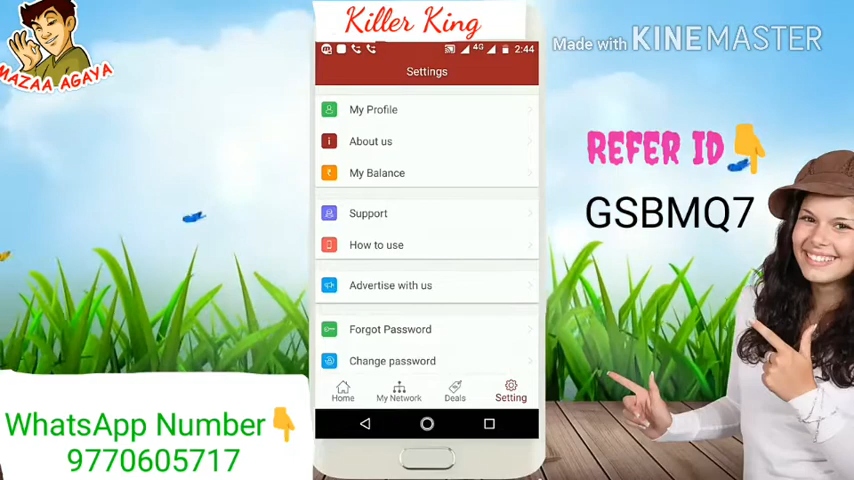 Killer King
MAZAA AGAYA
4G 2:44
Made with KINEMASTER
Settings
My Profile
About us
My Balance
Support
How to use
Advertise with us
Forgot Password
Change password
Home My Network Deals Setting
REFER ID
GSBMQ7
WhatsApp Number
9770605717